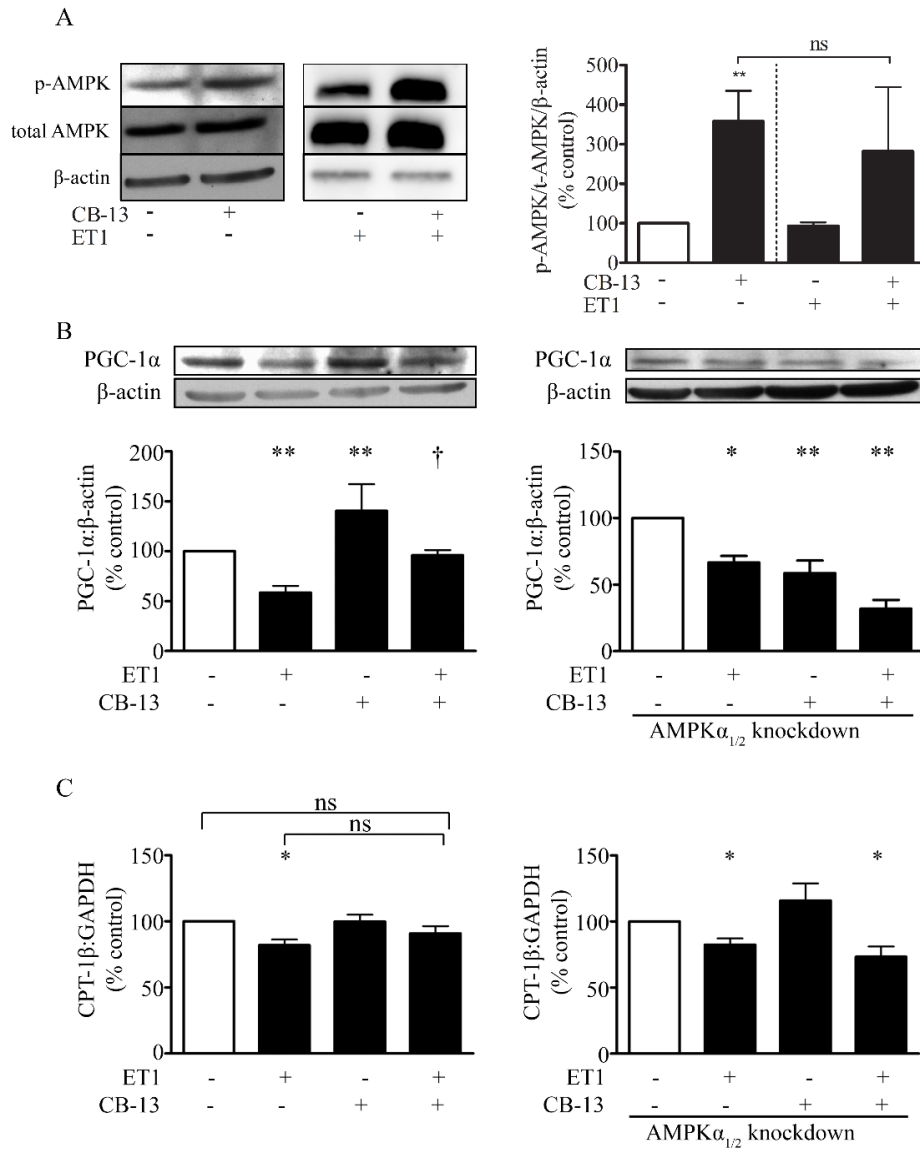 A
p-AMPK
total AMPK
β-actin
CB-13 - + - +
ET1 - - + +
ns
**
p-AMPK/t-AMPK/β-actin
(% control)
500
400
300
200
100
0
CB-13 - + - +
ET1 - - + +
B
PGC-1α
β-actin
PGC-1α:β-actin
(% control)
200
150
100
50
0
** ** †
ET1 - + - +
CB-13 - - + +
PGC-1α
β-actin
PGC-1α:β-actin
(% control)
150
100
50
0
* ** **
ET1 - + - +
CB-13 - - + +
AMPKα1/2 knockdown
C
ns
ns
CPT-1β:GAPDH
(% control)
150
100
50
0
*
ET1 - + - +
CB-13 - - + +
CPT-1β:GAPDH
(% control)
150
100
50
0
* *
ET1 - + - +
CB-13 - - + +
AMPKα1/2 knockdown